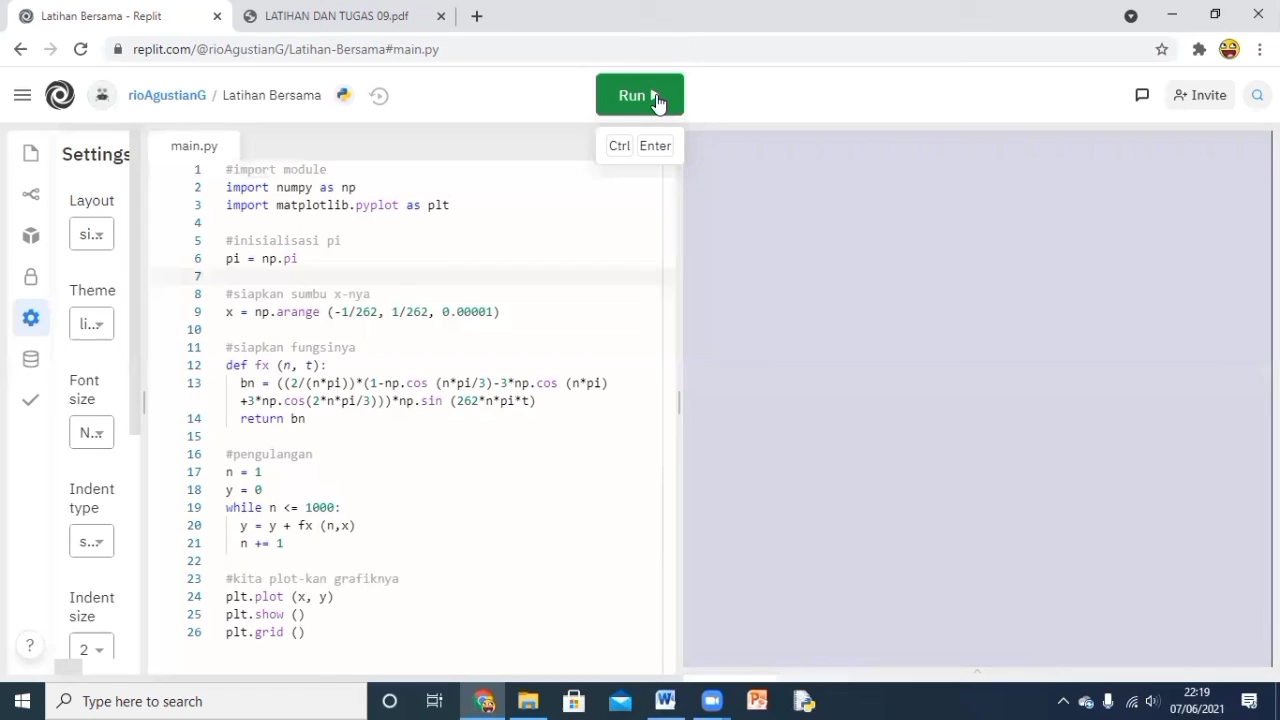 Latihan Bersama - Replit
LATIHAN DAN TUGAS 09.pdf
replit.com/@rioAgustianG/Latihan-Bersama#main.py
rioAgustianG / Latihan Bersama
Run
Invite
Ctrl Enter
Settings
Layout
si...
Theme
li...
Font
size
N...
Indent
type
s...
Indent
size
2
main.py
1 #import module
2 import numpy as np
3 import matplotlib.pyplot as plt
4
5 #inisialisasi pi
6 pi = np.pi
7
8 #siapkan sumbu x-nya
9 x = np.arange (-1/262, 1/262, 0.00001)
10
11 #siapkan fungsinya
12 def fx (n, t):
13 bn = ((2/(n*pi))*(1-np.cos (n*pi/3)-3*np.cos (n*pi)
+3*np.cos(2*n*pi/3)))*np.sin (262*n*pi*t)
14 return bn
15
16 #pengulangan
17 n = 1
18 y = 0
19 while n <= 1000:
20 y = y + fx (n,x)
21 n += 1
22
23 #kita plot-kan grafiknya
24 plt.plot (x, y)
25 plt.show ()
26 plt.grid ()
?
Type here to search
22:19
07/06/2021